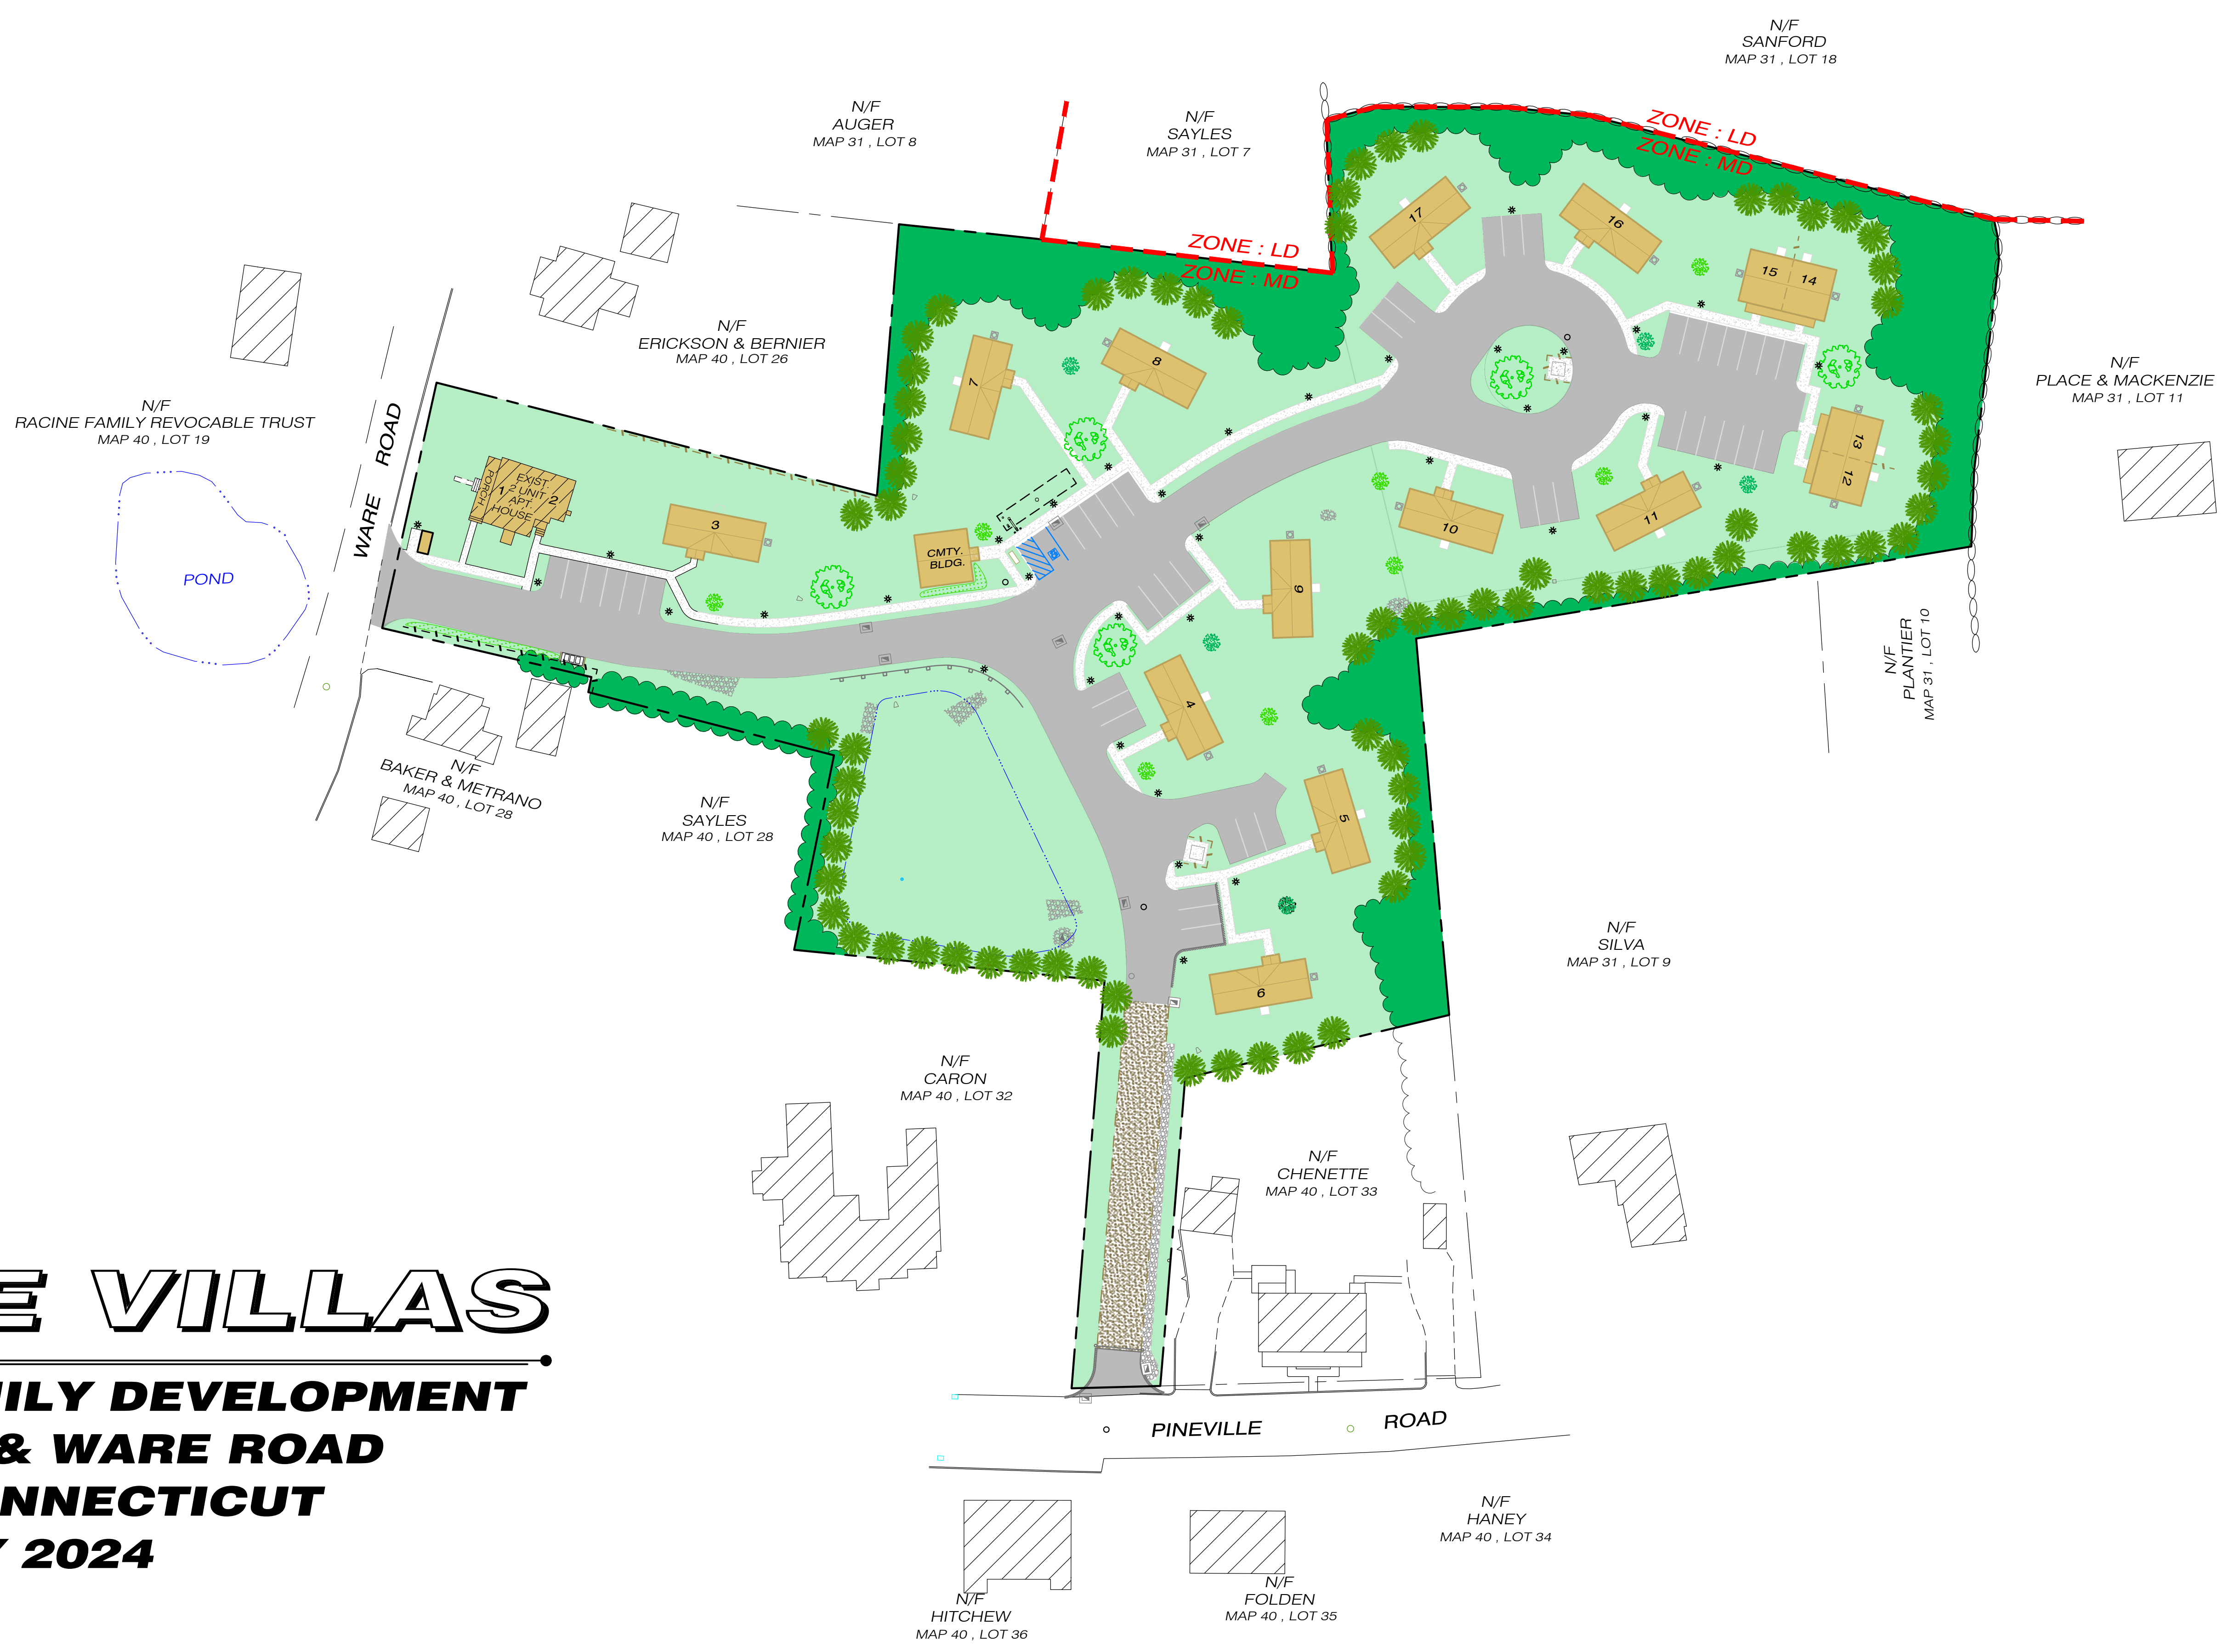 N/F
SANFORD
MAP 31 , LOT 18
N/F
AUGER
MAP 31 , LOT 8
N/F
SAYLES
MAP 31 , LOT 7
ZONE : LD
ZONE : MD
ZONE : LD
ZONE : MD
N/F
ERICKSON & BERNIER
MAP 40 , LOT 26
N/F
PLACE & MACKENZIE
MAP 31 , LOT 11
N/F
RACINE FAMILY REVOCABLE TRUST
MAP 40 , LOT 19
WARE ROAD
POND
PORCH
1
EXIST.
2 UNIT
APT.
HOUSE
2
3
CMTY.
BLDG.
7
8
17
16
15
14
13
12
11
10
9
4
5
6
N/F
PLANTIER
MAP 31 , LOT 10
N/F
BAKER & METRANO
MAP 40 , LOT 28
N/F
SAYLES
MAP 40 , LOT 28
N/F
SILVA
MAP 31 , LOT 9
N/F
CARON
MAP 40 , LOT 32
N/F
CHENETTE
MAP 40 , LOT 33
E VILLAS
ILY DEVELOPMENT
& WARE ROAD
NNECTICUT
2024
PINEVILLE ROAD
N/F
HANEY
MAP 40 , LOT 34
N/F
FOLDEN
MAP 40 , LOT 35
N/F
HITCHEW
MAP 40 , LOT 36